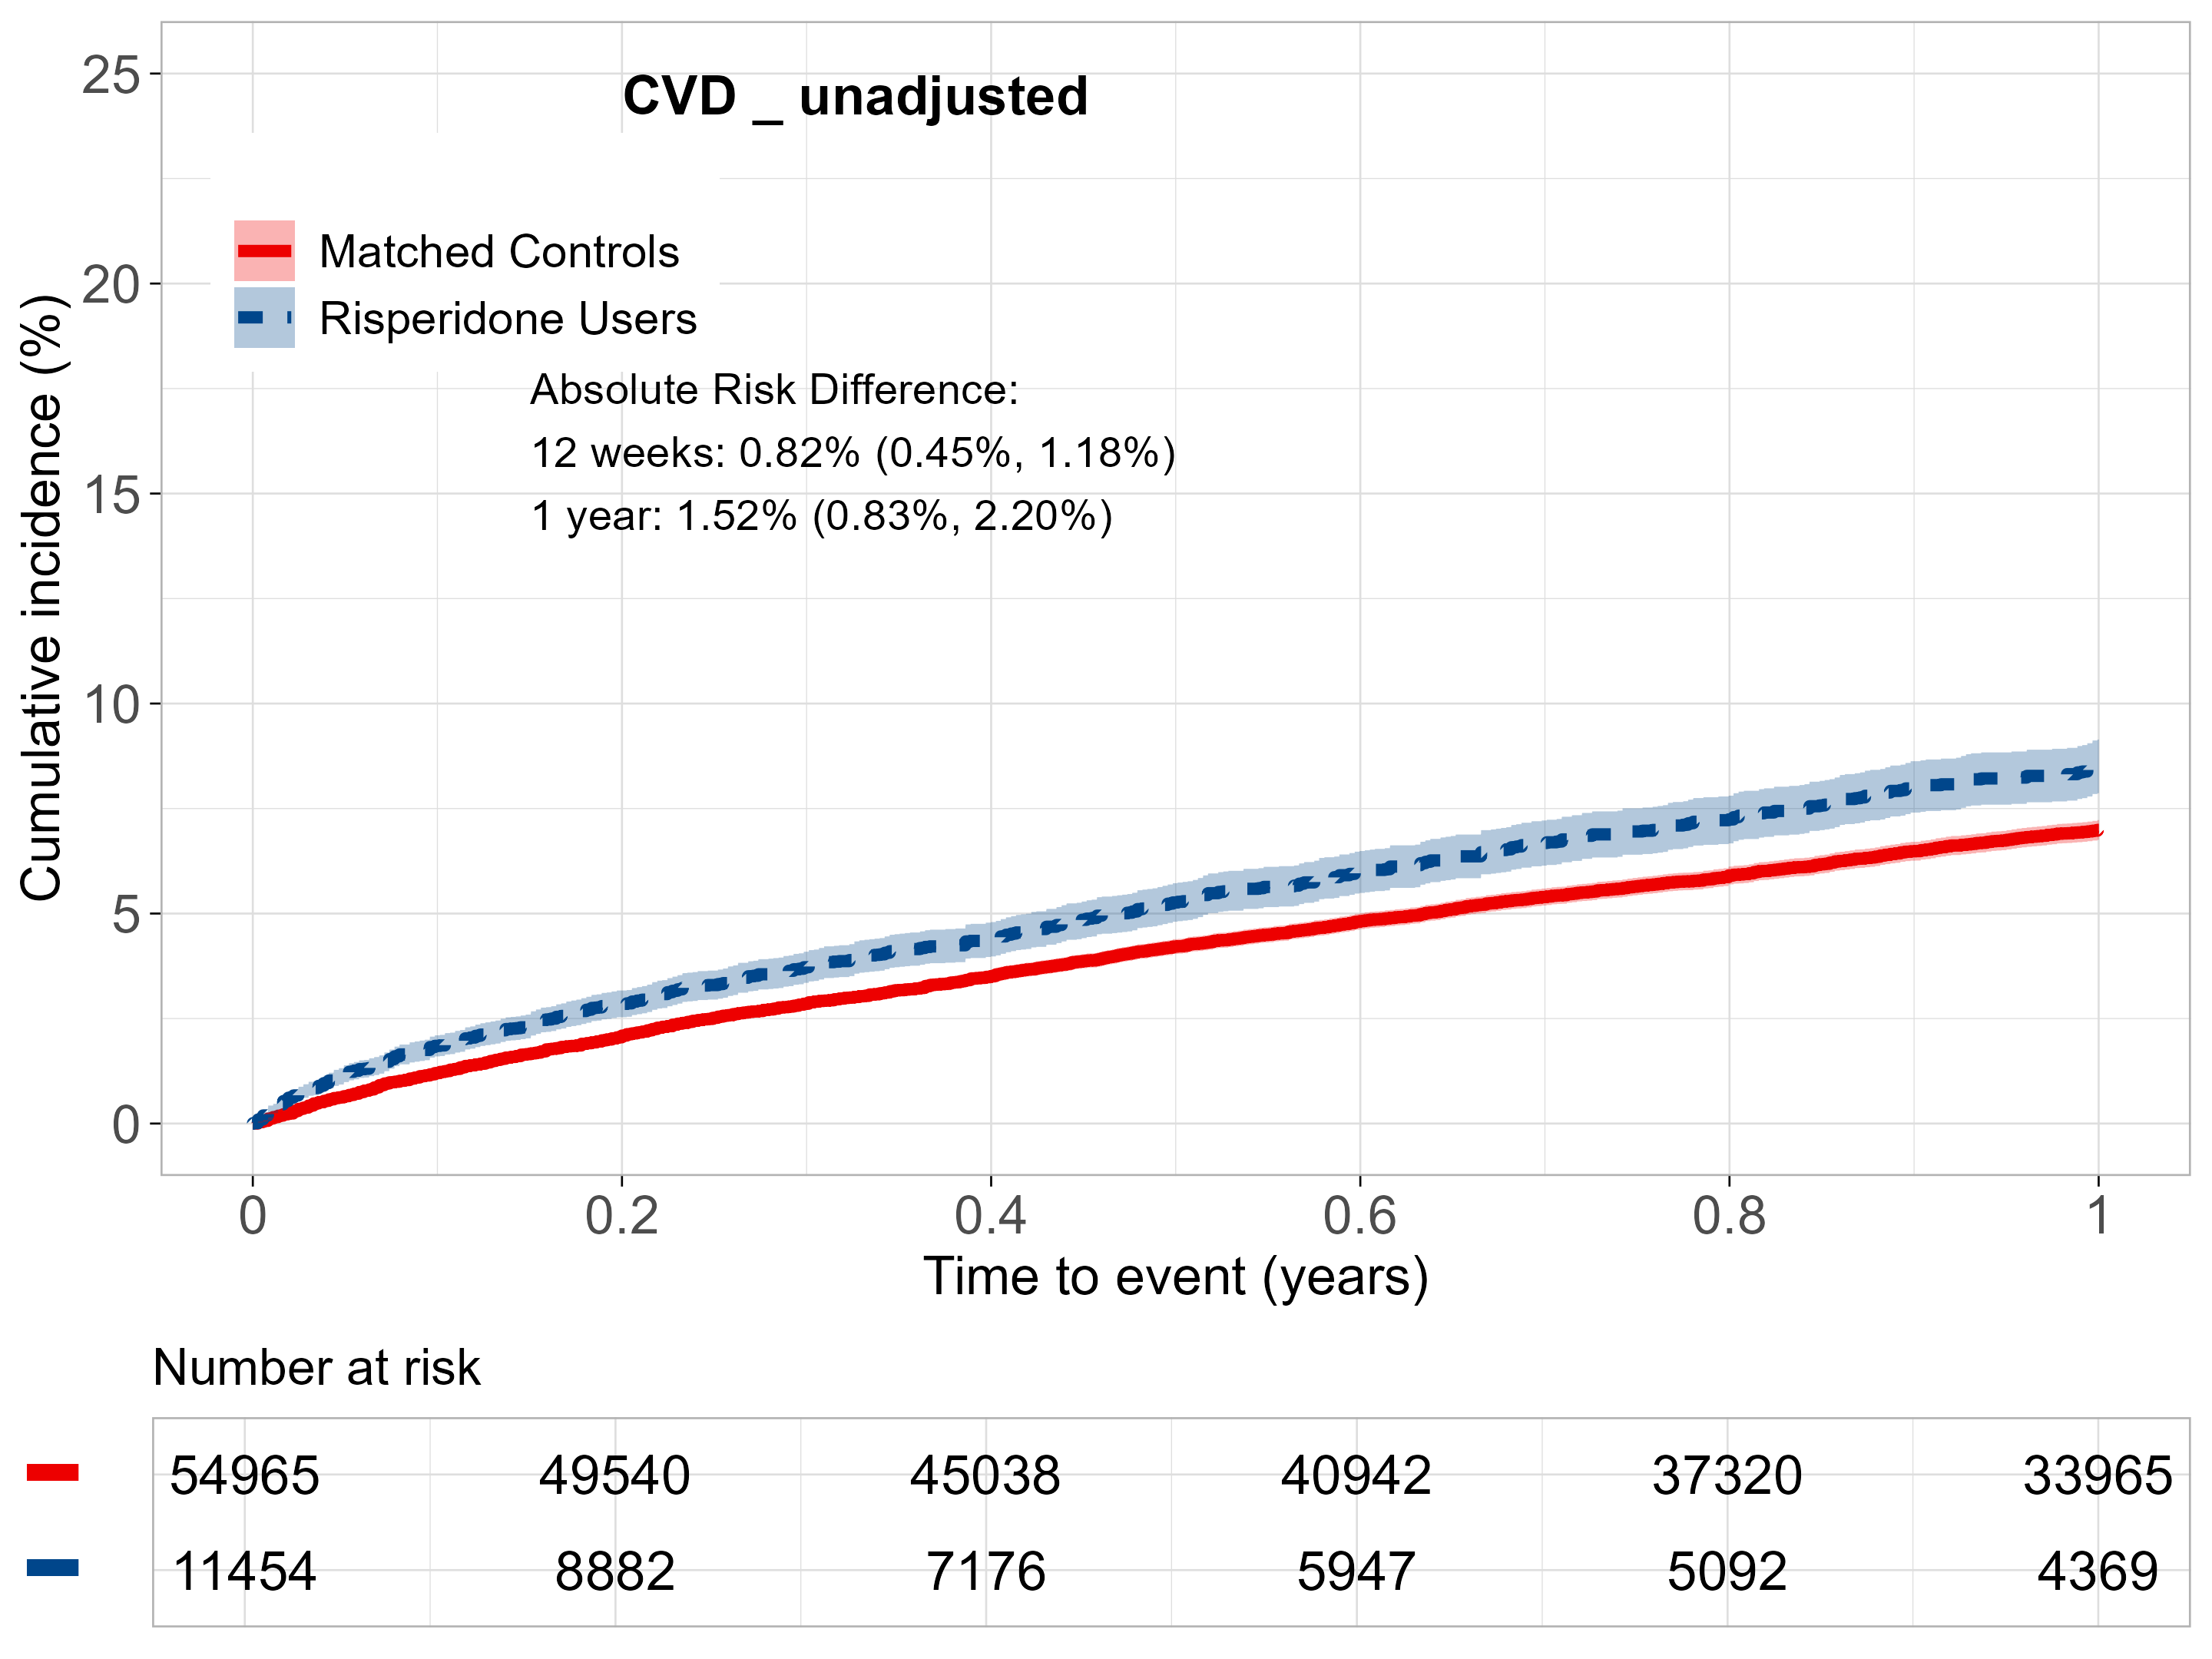 CVD _ unadjusted
Matched Controls
Risperidone Users
Absolute Risk Difference:
12 weeks: 0.82% (0.45%, 1.18%)
1 year: 1.52% (0.83%, 2.20%)
Cumulative incidence (%)
25
20
15
10
5
0
0 0.2 0.4 0.6 0.8 1
Time to event (years)
Number at risk
54965 49540 45038 40942 37320 33965
11454 8882 7176 5947 5092 4369